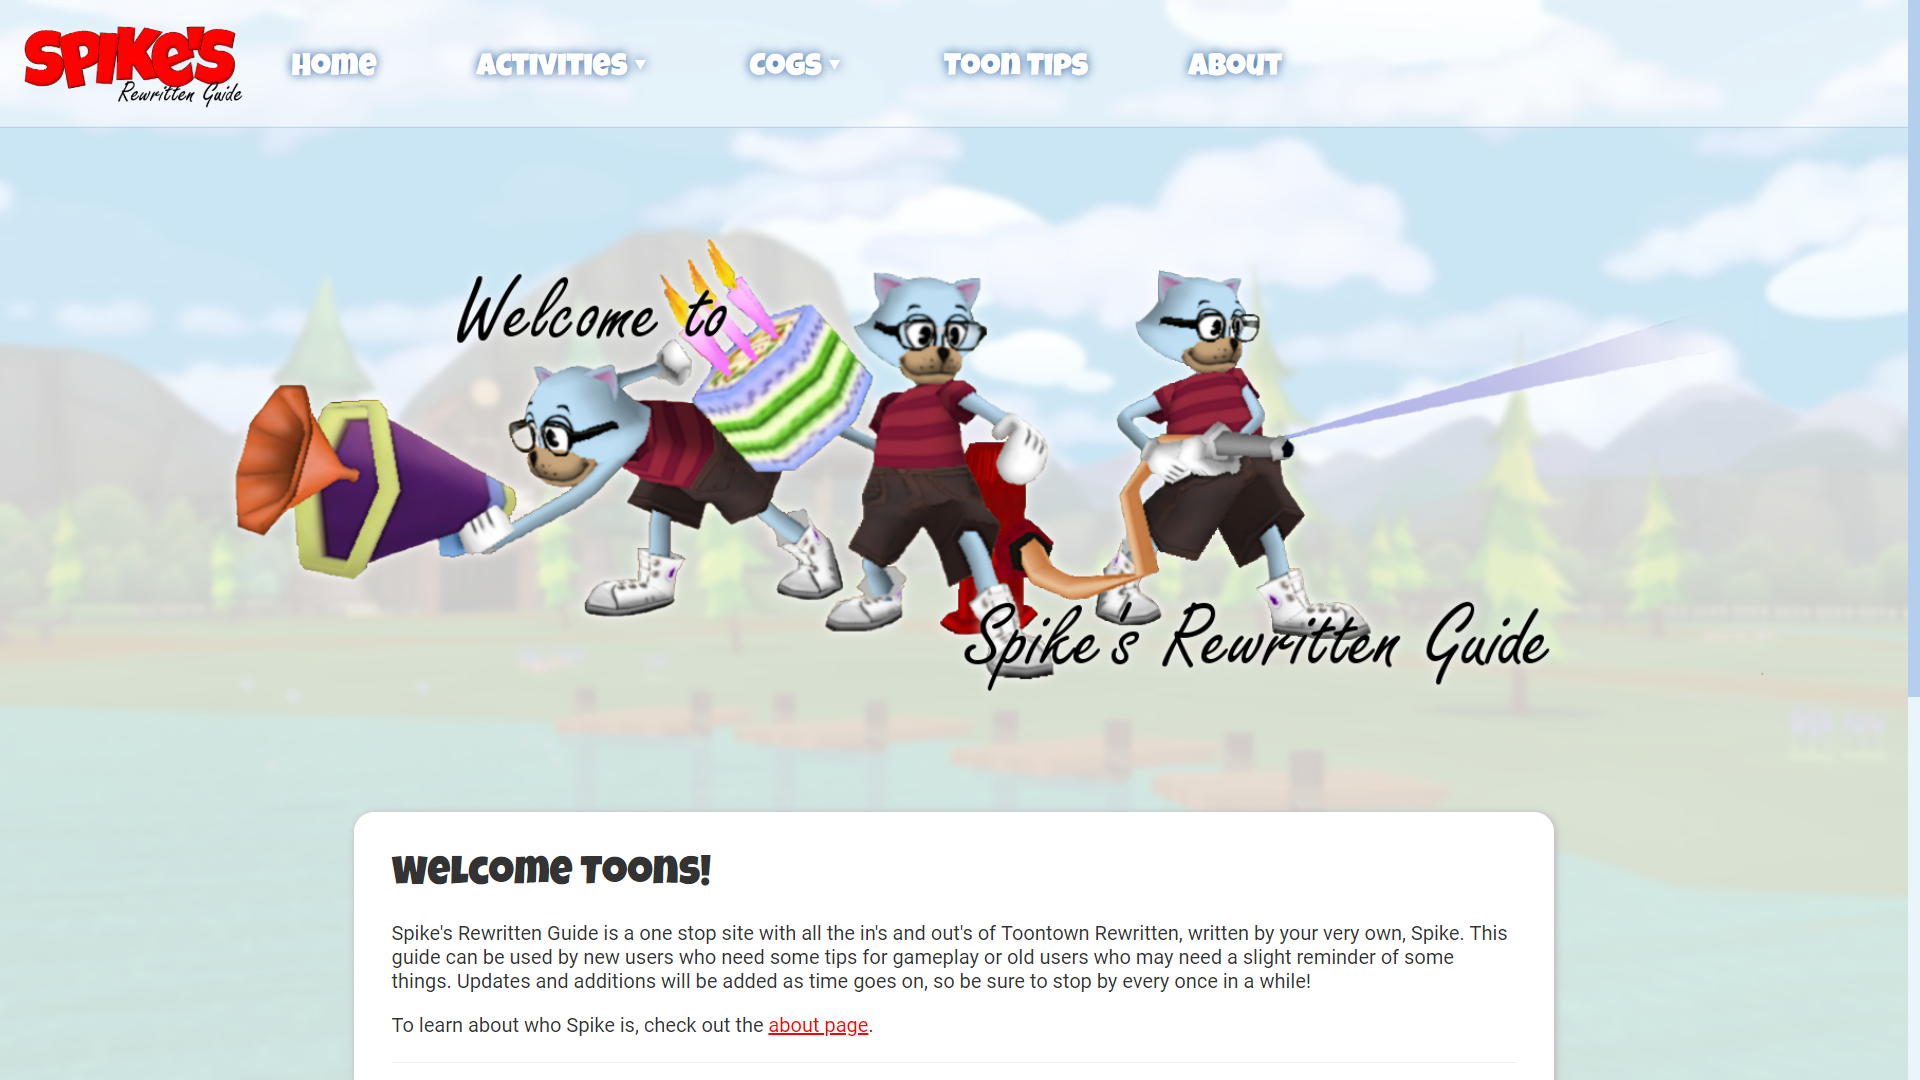 SPIKE'S
Rewritten Guide
Home
Activities ▾
Cogs ▾
Toon Tips
About
Welcome to
Spike's Rewritten Guide
Welcome Toons!
Spike's Rewritten Guide is a one stop site with all the in's and out's of Toontown Rewritten, written by your very own, Spike. This
guide can be used by new users who need some tips for gameplay or old users who may need a slight reminder of some
things. Updates and additions will be added as time goes on, so be sure to stop by every once in a while!
To learn about who Spike is, check out the about page.